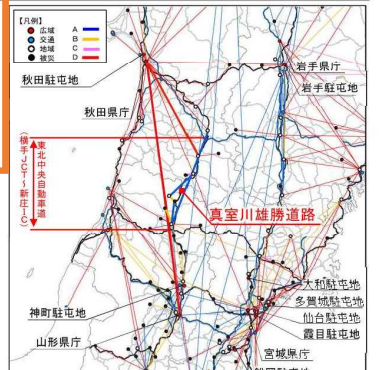 【凡例】
広域 A
交通 B
地域 C
被災 D
秋田駐屯地
岩手県庁
岩手駐屯地
秋田県庁
東北中央自動車道
(横手JCT~新庄IC)
真室川雄勝道路
大和駐屯地
多賀城駐屯地
仙台駐屯地
霞目駐屯地
神町駐屯地
山形県庁
宮城県庁